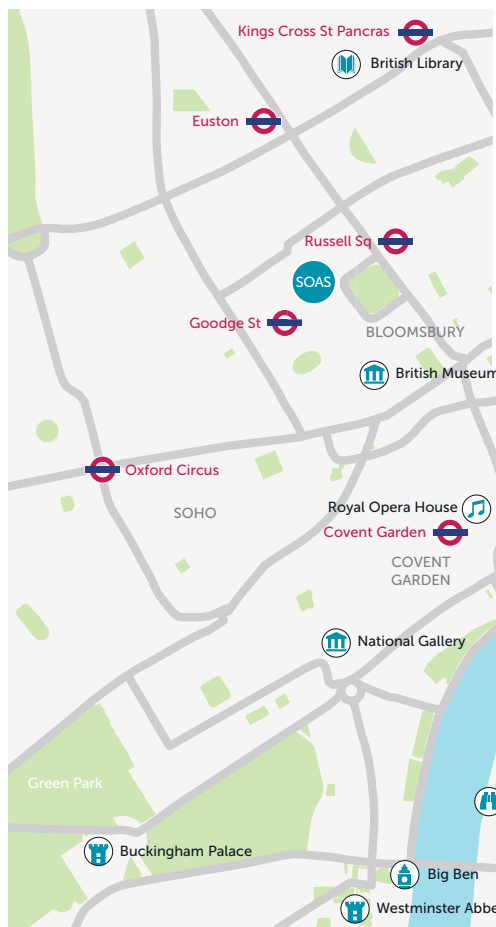 Kings Cross St Pancras
British Library
Euston
Russell Sq
SOAS
Goodge St
BLOOMSBURY
British Museum
Oxford Circus
SOHO
Royal Opera House
Covent Garden
COVENT
GARDEN
National Gallery
Green Park
Buckingham Palace
Big Ben
Westminster Abbe